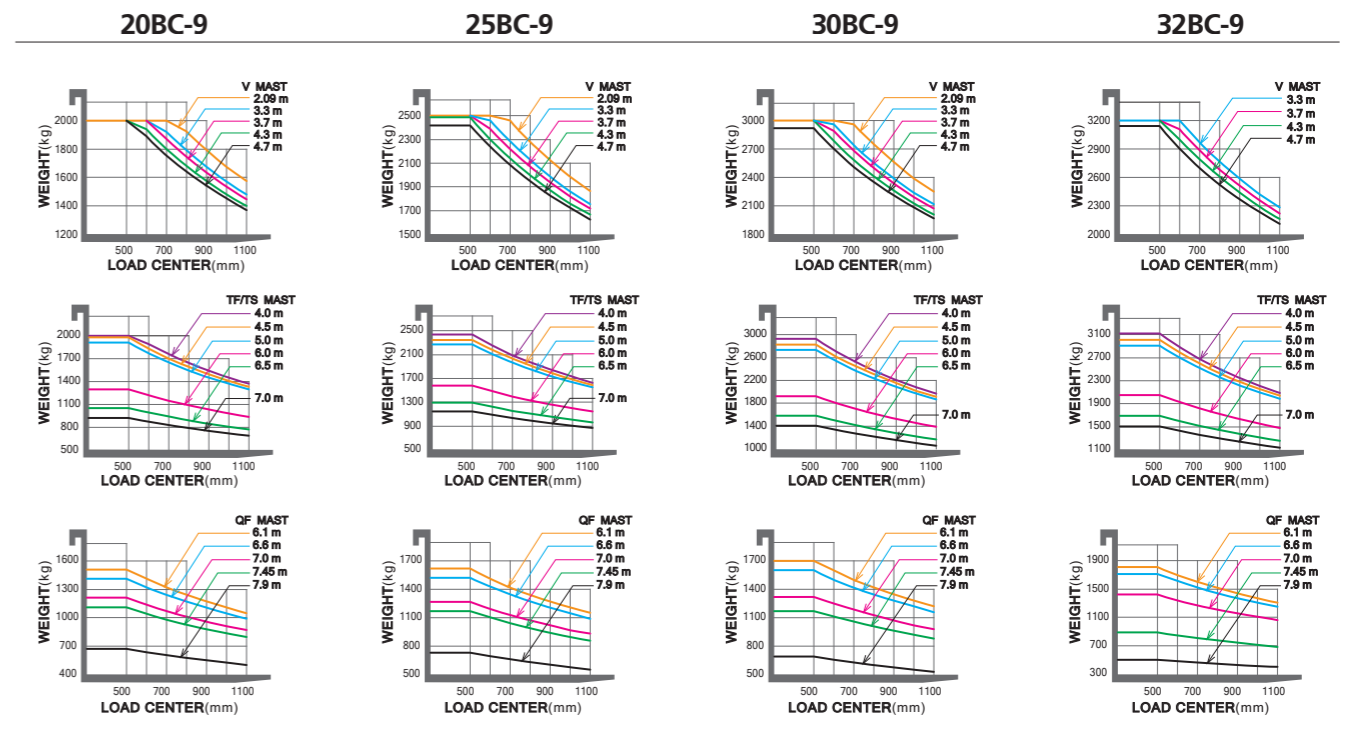 20BC-9 25BC-9 30BC-9 32BC-9
V MAST
2.09 m
3.3 m
3.7 m
4.3 m
4.7 m
WEIGHT(kg)
2000
1800
1600
1400
1200
500 700 900 1100
LOAD CENTER(mm)
V MAST
2.09 m
3.3 m
3.7 m
4.3 m
4.7 m
WEIGHT(kg)
2500
2300
2100
1900
1700
1500
500 700 900 1100
LOAD CENTER(mm)
V MAST
2.09 m
3.3 m
3.7 m
4.3 m
4.7 m
WEIGHT(kg)
3000
2700
2400
2100
1800
500 700 900 1100
LOAD CENTER(mm)
V MAST
3.3 m
3.7 m
4.3 m
4.7 m
WEIGHT(kg)
3200
2900
2600
2300
2000
500 700 900 1100
LOAD CENTER(mm)
TF/TS MAST
4.0 m
4.5 m
5.0 m
6.0 m
6.5 m
7.0 m
WEIGHT(kg)
2000
1700
1400
1100
800
500
500 700 900 1100
LOAD CENTER(mm)
TF/TS MAST
4.0 m
4.5 m
5.0 m
6.0 m
6.5 m
7.0 m
WEIGHT(kg)
2500
2100
1700
1300
900
500
500 700 900 1100
LOAD CENTER(mm)
TF/TS MAST
4.0 m
4.5 m
5.0 m
6.0 m
6.5 m
7.0 m
WEIGHT(kg)
3000
2600
2200
1800
1400
1000
500 700 900 1100
LOAD CENTER(mm)
TF/TS MAST
4.0 m
4.5 m
5.0 m
6.0 m
6.5 m
7.0 m
WEIGHT(kg)
3100
2700
2300
1900
1500
1100
500 700 900 1100
LOAD CENTER(mm)
QF MAST
6.1 m
6.6 m
7.0 m
7.45 m
7.9 m
WEIGHT(kg)
1600
1300
1000
700
400
500 700 900 1100
LOAD CENTER(mm)
QF MAST
6.1 m
6.6 m
7.0 m
7.45 m
7.9 m
WEIGHT(kg)
1700
1400
1100
800
500
500 700 900 1100
LOAD CENTER(mm)
QF MAST
6.1 m
6.6 m
7.0 m
7.45 m
7.9 m
WEIGHT(kg)
1700
1400
1100
800
500
500 700 900 1100
LOAD CENTER(mm)
QF MAST
6.1 m
6.6 m
7.0 m
7.45 m
7.9 m
WEIGHT(kg)
1900
1500
1100
700
300
500 700 900 1100
LOAD CENTER(mm)